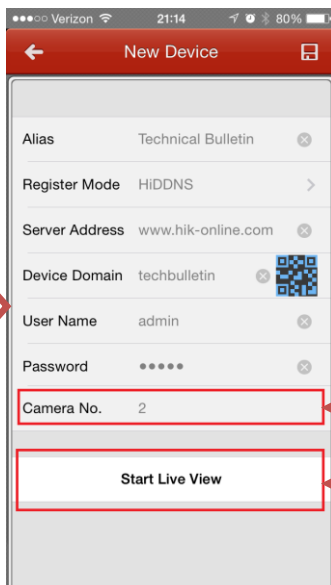 Verizon 21:14 80%
New Device
Alias Technical Bulletin
Register Mode HiDDNS
Server Address www.hik-online.com
Device Domain techbulletin
User Name admin
Password •••••
Camera No. 2
Start Live View